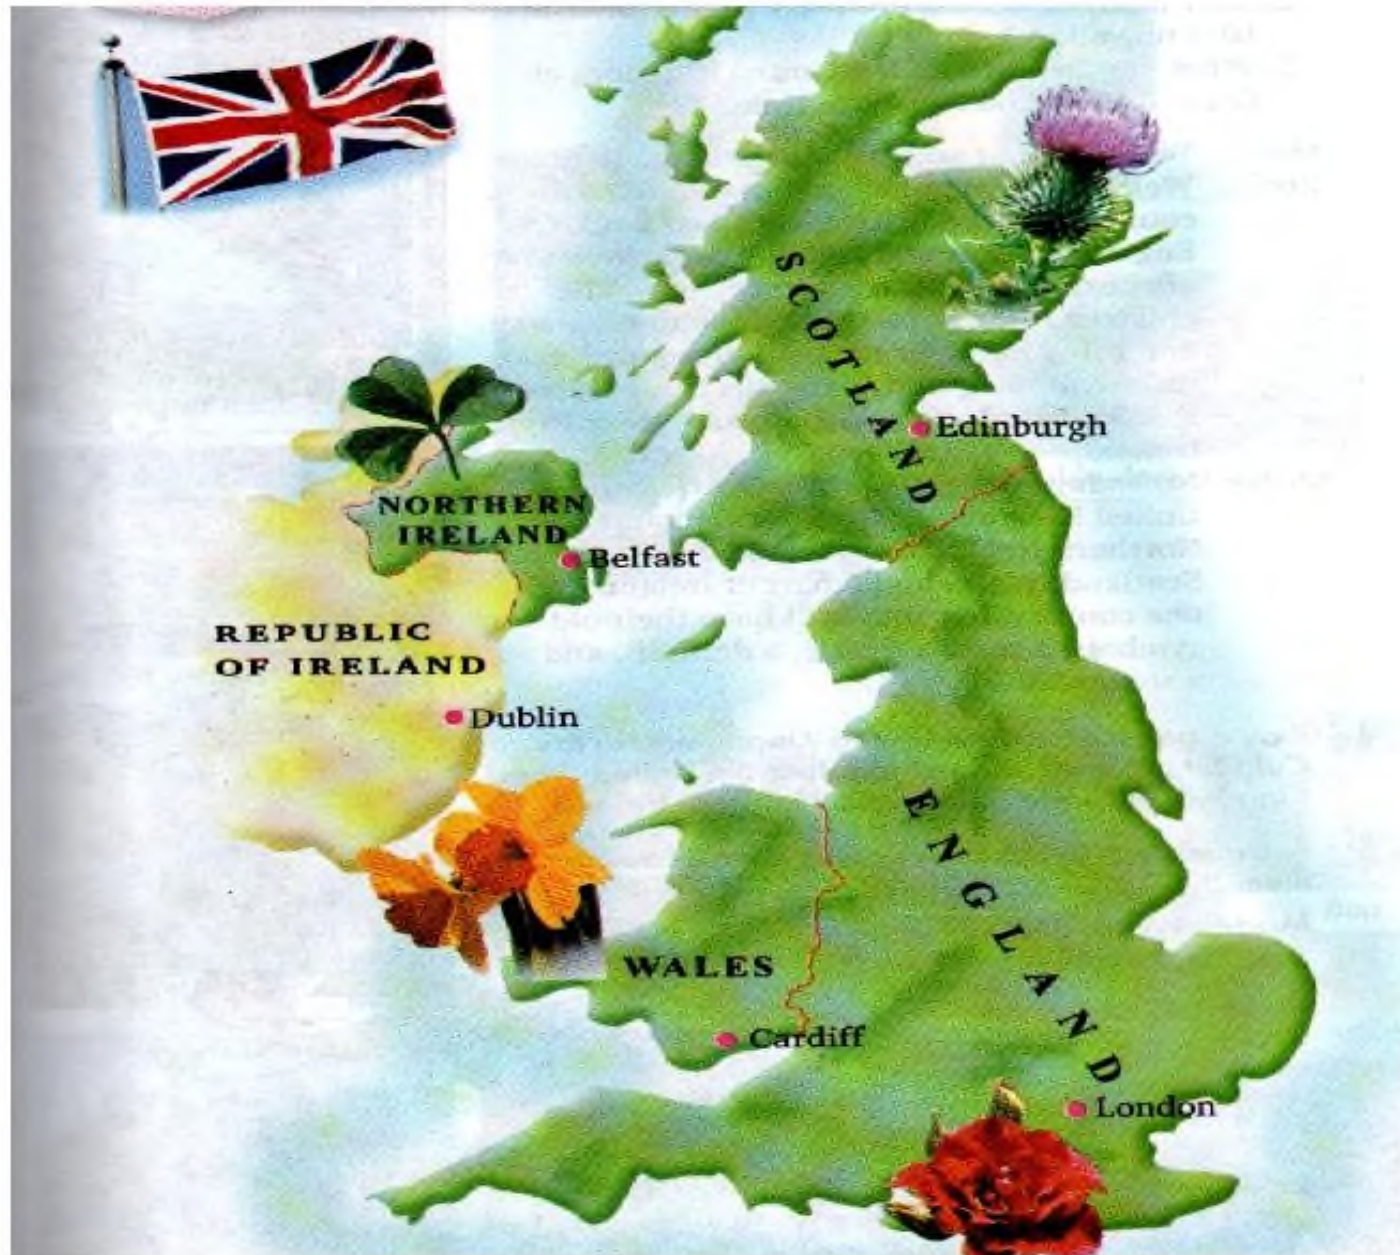 SCOTLAND
Edinburgh
NORTHERN
IRELAND
Belfast
REPUBLIC
OF IRELAND
Dublin
ENGLAND
WALES
Cardiff
London